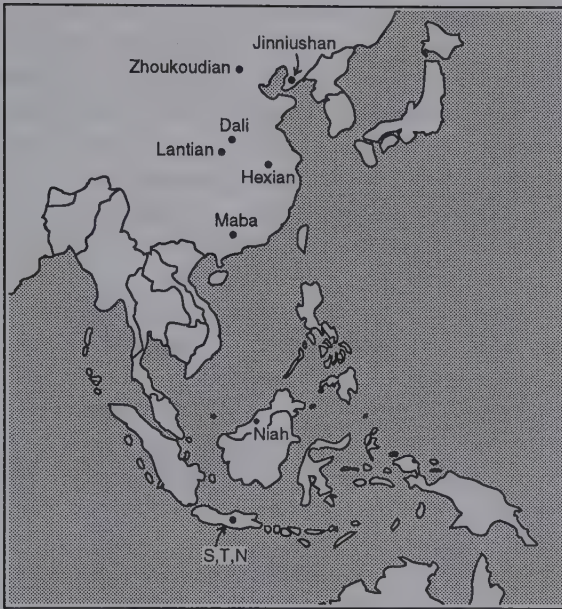 Jinniushan
Zhoukoudian
Dali
Lantian
Hexian
Maba
Niah
S,T,N